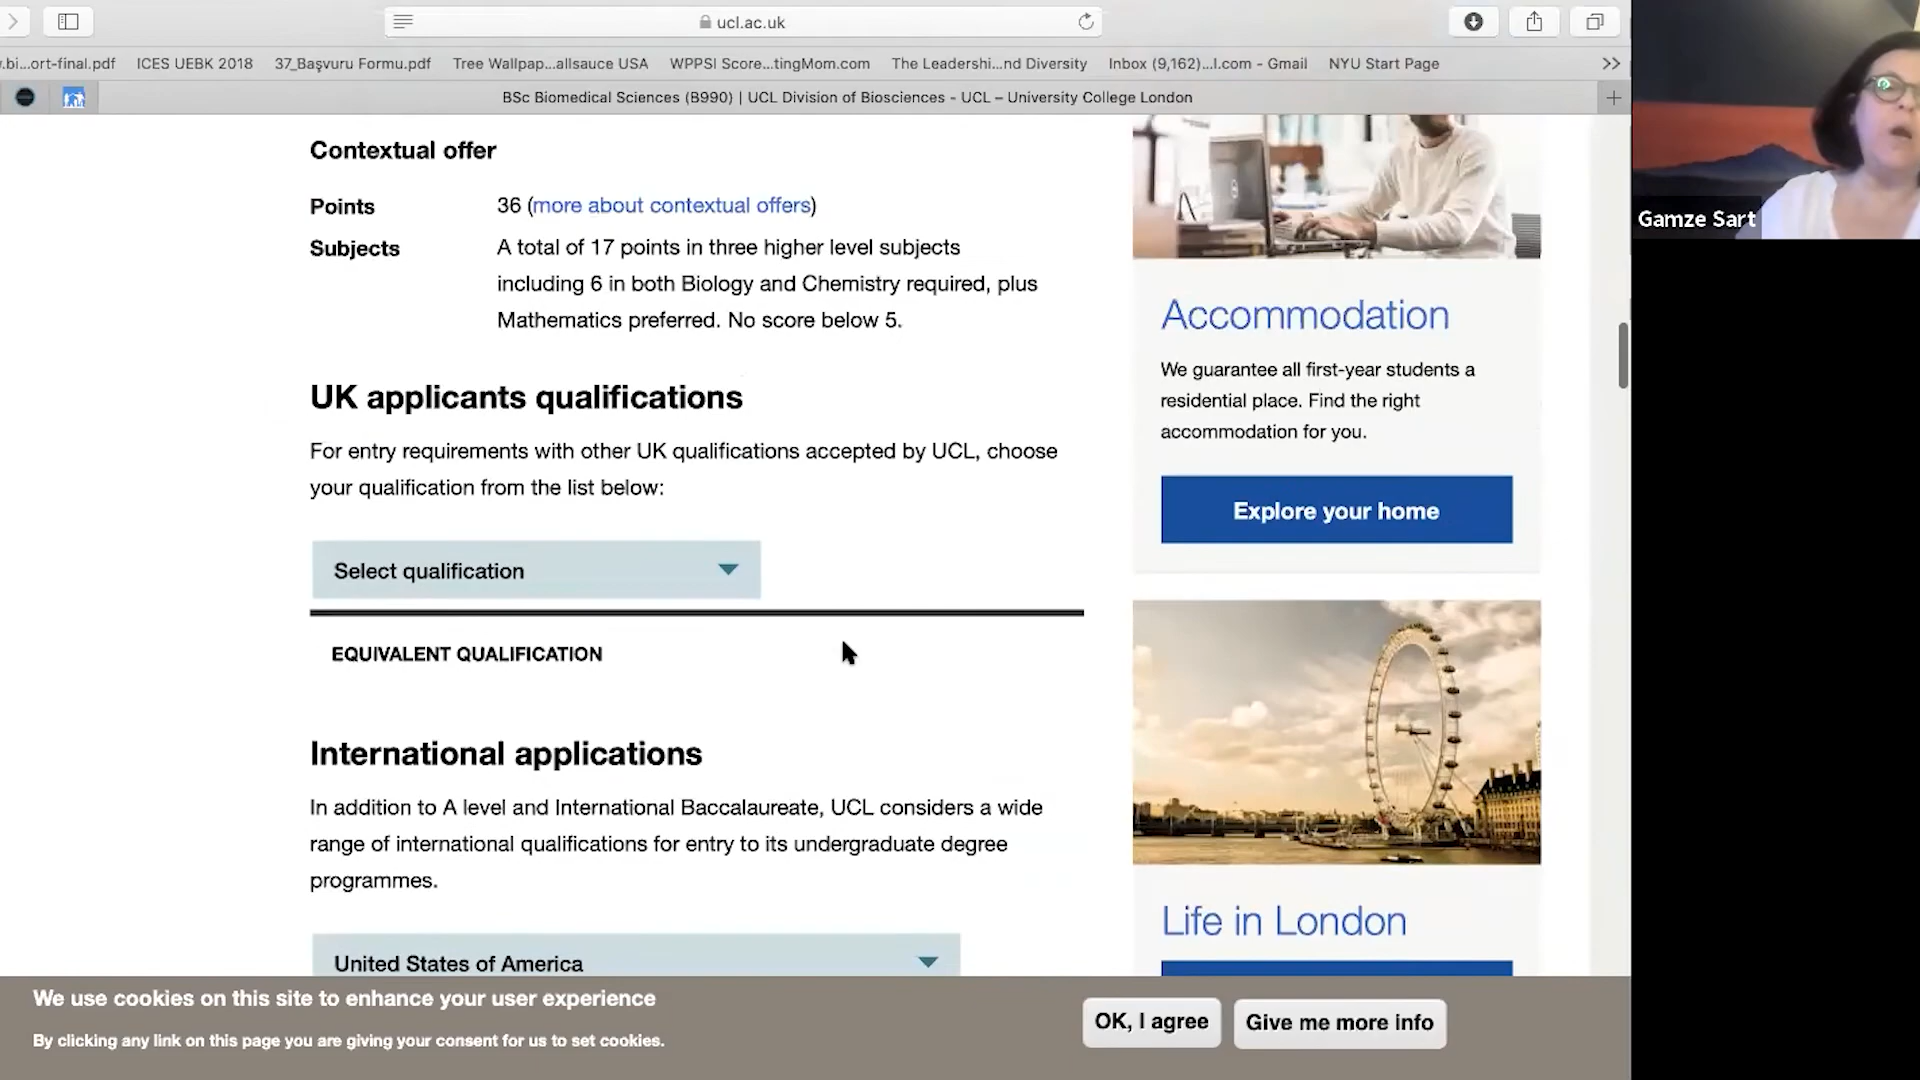 ucl.ac.uk
.bi...ort-final.pdf
ICES UEBK 2018
37_Başvuru Formu.pdf
Tree Wallpap...allsauce USA
WPPSI Score...tingMom.com
The Leadershi...nd Diversity
Inbox (9,162)...l.com - Gmail
NYU Start Page
BSc Biomedical Sciences (B990) | UCL Division of Biosciences - UCL – University College London
Contextual offer
Points
36 (more about contextual offers)
Subjects
A total of 17 points in three higher level subjects
including 6 in both Biology and Chemistry required, plus
Mathematics preferred. No score below 5.
UK applicants qualifications
For entry requirements with other UK qualifications accepted by UCL, choose
your qualification from the list below:
Select qualification
EQUIVALENT QUALIFICATION
International applications
In addition to A level and International Baccalaureate, UCL considers a wide
range of international qualifications for entry to its undergraduate degree
programmes.
United States of America
Accommodation
We guarantee all first-year students a
residential place. Find the right
accommodation for you.
Explore your home
Life in London
Gamze Sart
We use cookies on this site to enhance your user experience
By clicking any link on this page you are giving your consent for us to set cookies.
OK, I agree
Give me more info